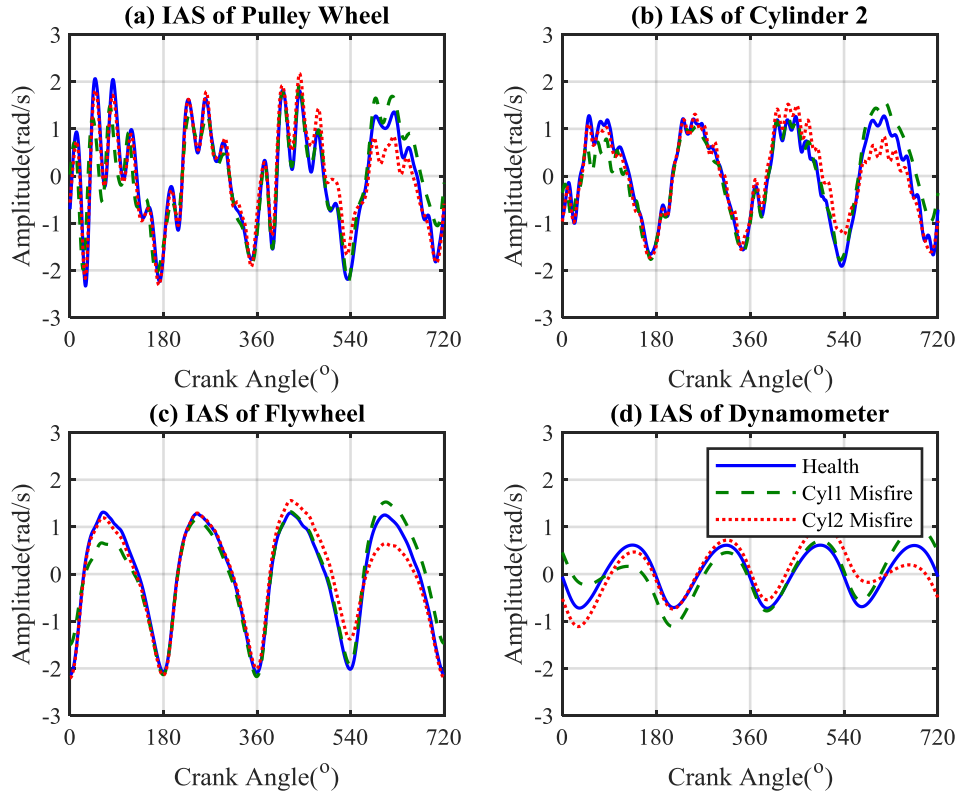 (a) IAS of Pulley Wheel
Amplitude(rad/s)
3
2
1
0
-1
-2
-3
0 180 360 540 720
Crank Angle(°)
(b) IAS of Cylinder 2
Amplitude(rad/s)
3
2
1
0
-1
-2
-3
0 180 360 540 720
Crank Angle(°)
(c) IAS of Flywheel
Amplitude(rad/s)
3
2
1
0
-1
-2
-3
0 180 360 540 720
Crank Angle(°)
(d) IAS of Dynamometer
Amplitude(rad/s)
3
2
1
0
-1
-2
-3
0 180 360 540 720
Crank Angle(°)
Health
Cyl1 Misfire
Cyl2 Misfire